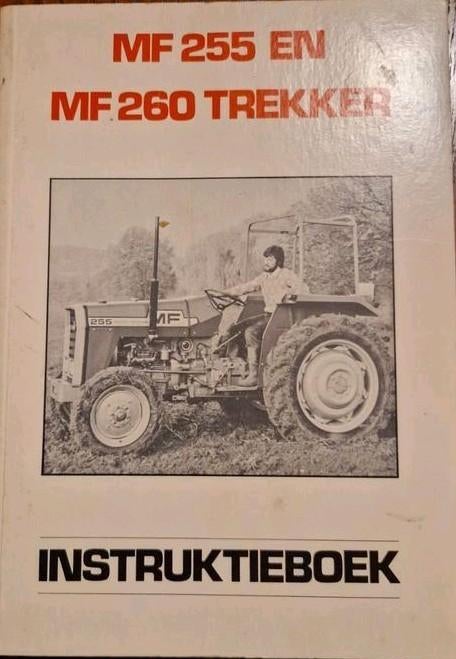 MF 255 EN
MF 260 TREKKER
255 MF
INSTRUKTIEBOEK